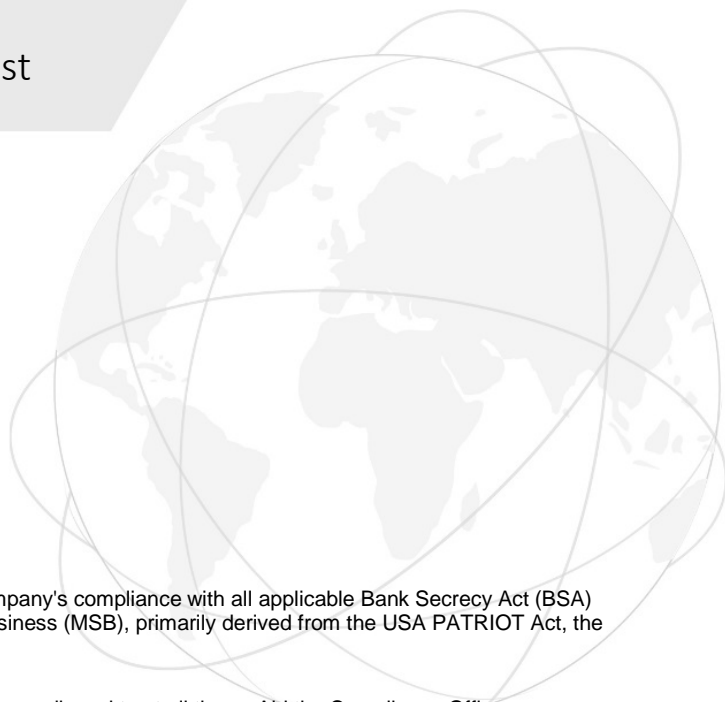 st
mpany's compliance with all applicable Bank Secrecy Act (BSA)
siness (MSB), primarily derived from the USA PATRIOT Act, the